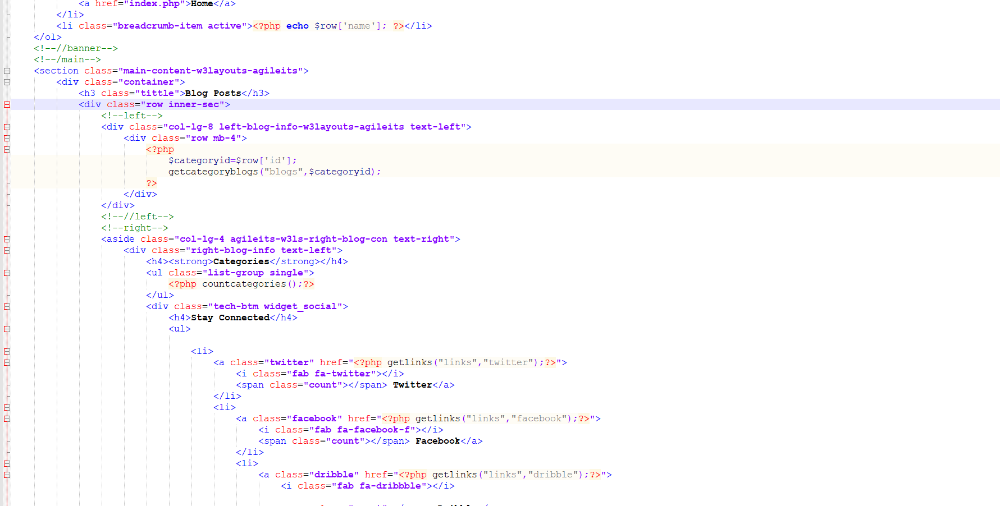 <a href="index.php">Home</a>
</li>
<li class="breadcrumb-item active"><?php echo $row['name']; ?></li>
</ol>
<!--//banner-->
<!--/main-->
<section class="main-content-w3layouts-agileits">
<div class="container">
<h3 class="tittle">Blog Posts</h3>
<div class="row inner-sec">
<!--left-->
<div class="col-lg-8 left-blog-info-w3layouts-agileits text-left">
<div class="row mb-4">
<?php
$categoryid=$row['id'];
getcategoryblogs("blogs",$categoryid);
?>
</div>
</div>
<!--//left-->
<!--right-->
<aside class="col-lg-4 agileits-w3ls-right-blog-con text-right">
<div class="right-blog-info text-left">
<h4><strong>Categories</strong></h4>
<ul class="list-group single">
<?php countcategories();?>
</ul>
<div class="tech-btm widget_social">
<h4>Stay Connected</h4>
<ul>
<li>
<a class="twitter" href="<?php getlinks("links","twitter");?>">
<i class="fab fa-twitter"></i>
<span class="count"></span> Twitter</a>
</li>
<li>
<a class="facebook" href="<?php getlinks("links","facebook");?>">
<i class="fab fa-facebook-f"></i>
<span class="count"></span> Facebook</a>
</li>
<li>
<a class="dribble" href="<?php getlinks("links","dribble");?>">
<i class="fab fa-dribbble"></i>